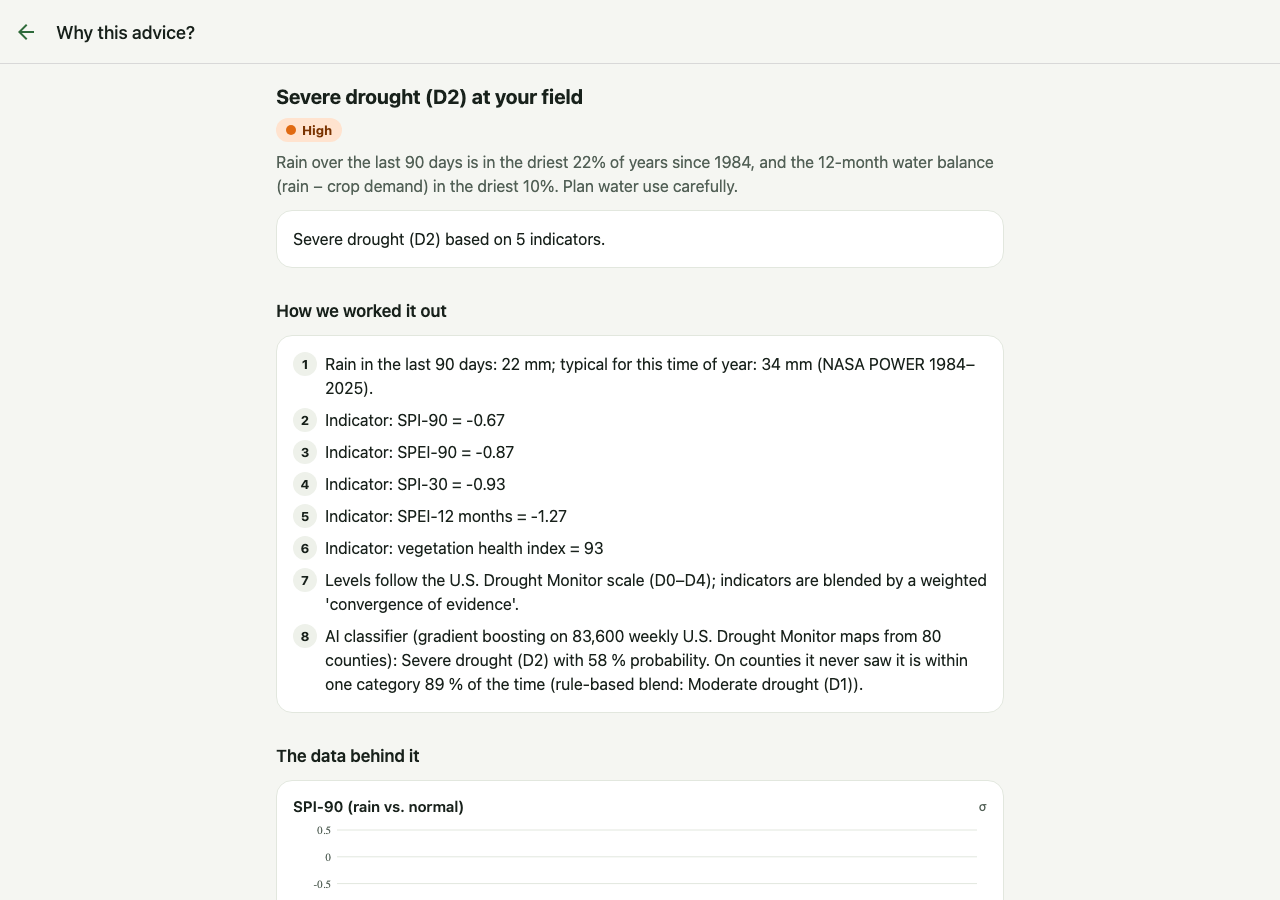 Why this advice?
Severe drought (D2) at your field
High
Rain over the last 90 days is in the driest 22% of years since 1984, and the 12-month water balance
(rain – crop demand) in the driest 10%. Plan water use carefully.
Severe drought (D2) based on 5 indicators.
How we worked it out
1 Rain in the last 90 days: 22 mm; typical for this time of year: 34 mm (NASA POWER 1984–
2025).
2 Indicator: SPI-90 = -0.67
3 Indicator: SPEI-90 = -0.87
4 Indicator: SPI-30 = -0.93
5 Indicator: SPEI-12 months = -1.27
6 Indicator: vegetation health index = 93
7 Levels follow the U.S. Drought Monitor scale (D0–D4); indicators are blended by a weighted
'convergence of evidence'.
8 AI classifier (gradient boosting on 83,600 weekly U.S. Drought Monitor maps from 80
counties): Severe drought (D2) with 58 % probability. On counties it never saw it is within
one category 89 % of the time (rule-based blend: Moderate drought (D1)).
The data behind it
SPI-90 (rain vs. normal) σ
0.5
0
-0.5